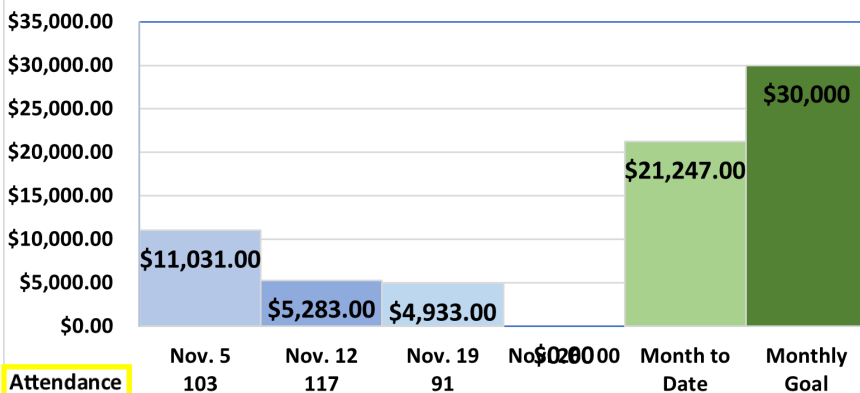 $35,000.00
$30,000.00
$25,000.00
$20,000.00
$15,000.00
$10,000.00
$5,000.00
$0.00
$11,031.00
$5,283.00
$4,933.00
$21,247.00
$30,000
Nov. 5
103
Nov. 12
117
Nov. 19
91
$0.00
Month to
Date
Monthly
Goal
Attendance